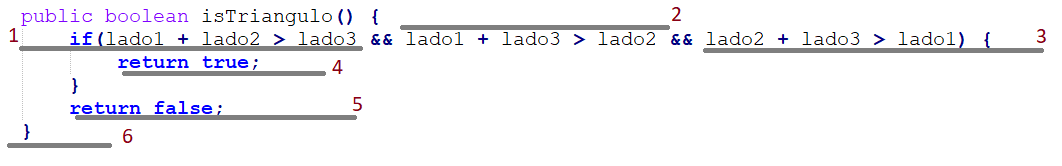 public boolean isTriangulo() { 2
1 if(lado1 + lado2 > lado3 && lado1 + lado3 > lado2 && lado2 + lado3 > lado1) { 3
return true; 4
}
return false; 5
} 6